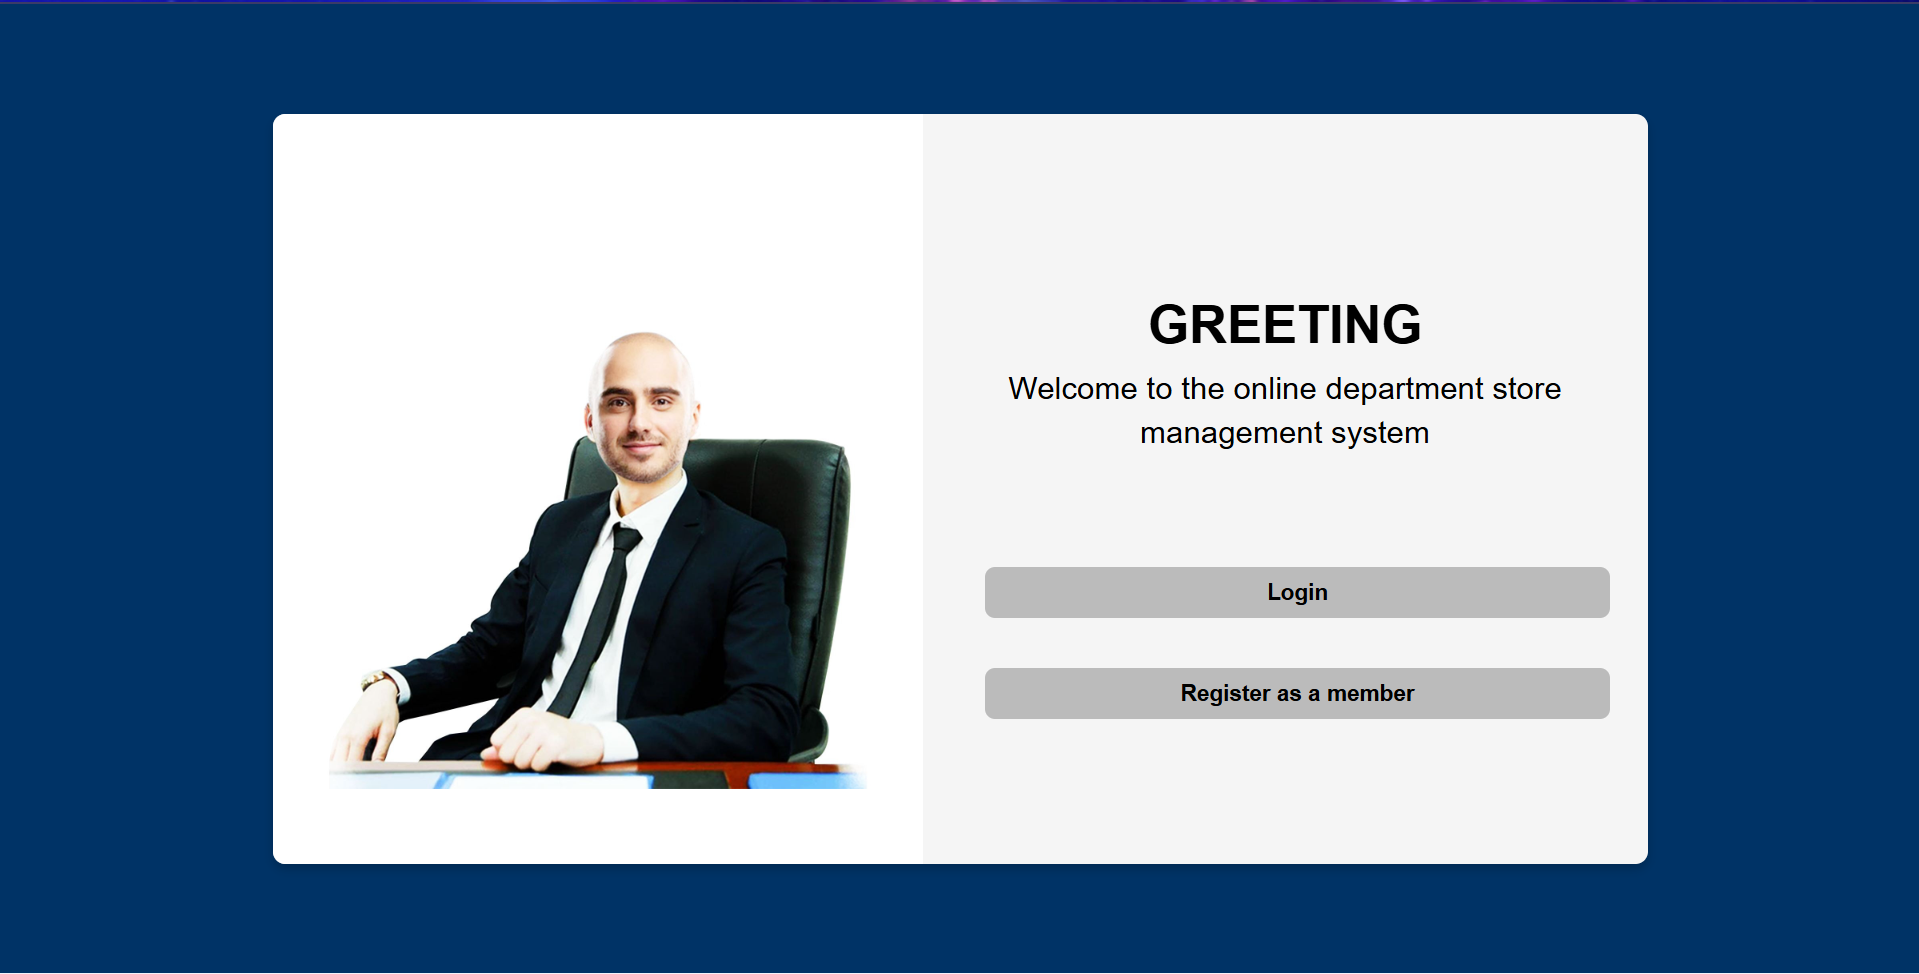 GREETING
Welcome to the online department store
management system
Login
Register as a member